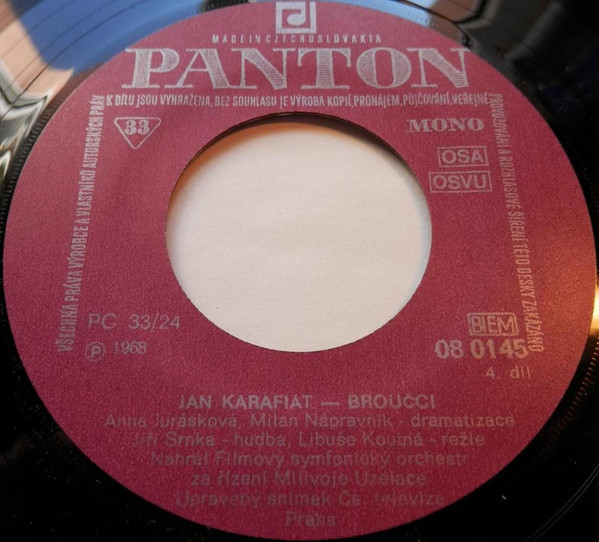 MADE IN CZECHOSLOVAKIA
PANTON
VŠECHNA PRÁVA VÝROBCE A VLASTNÍKŮ AUTORSKÝCH PRÁV
K DÍLU JSOU VYHRAZENA. BEZ SOUHLASU JE VÝROBA KOPIÍ, PRONÁJEM, PŮJČOVÁNÍ, VEŘEJNÉ
PROVOZOVÁNÍ A ROZHLASOVÉ ŠÍŘENÍ TÉTO DESKY ZAKÁZÁNO
33
MONO
OSA
OSVU
PC 33/24
Ⓟ 1968
BIEM
08 0145
4. díl
JAN KARAFIÁT — BROUČCI
Anna Jurásková, Milan Nápravník - dramatizace
Jiří Srnka - hudba, Libuše Koutná - režie
Nahrál Filmový symfonický orchestr
za řízení Milivoje Uzelace
Upravený snímek Čs. televize
Praha